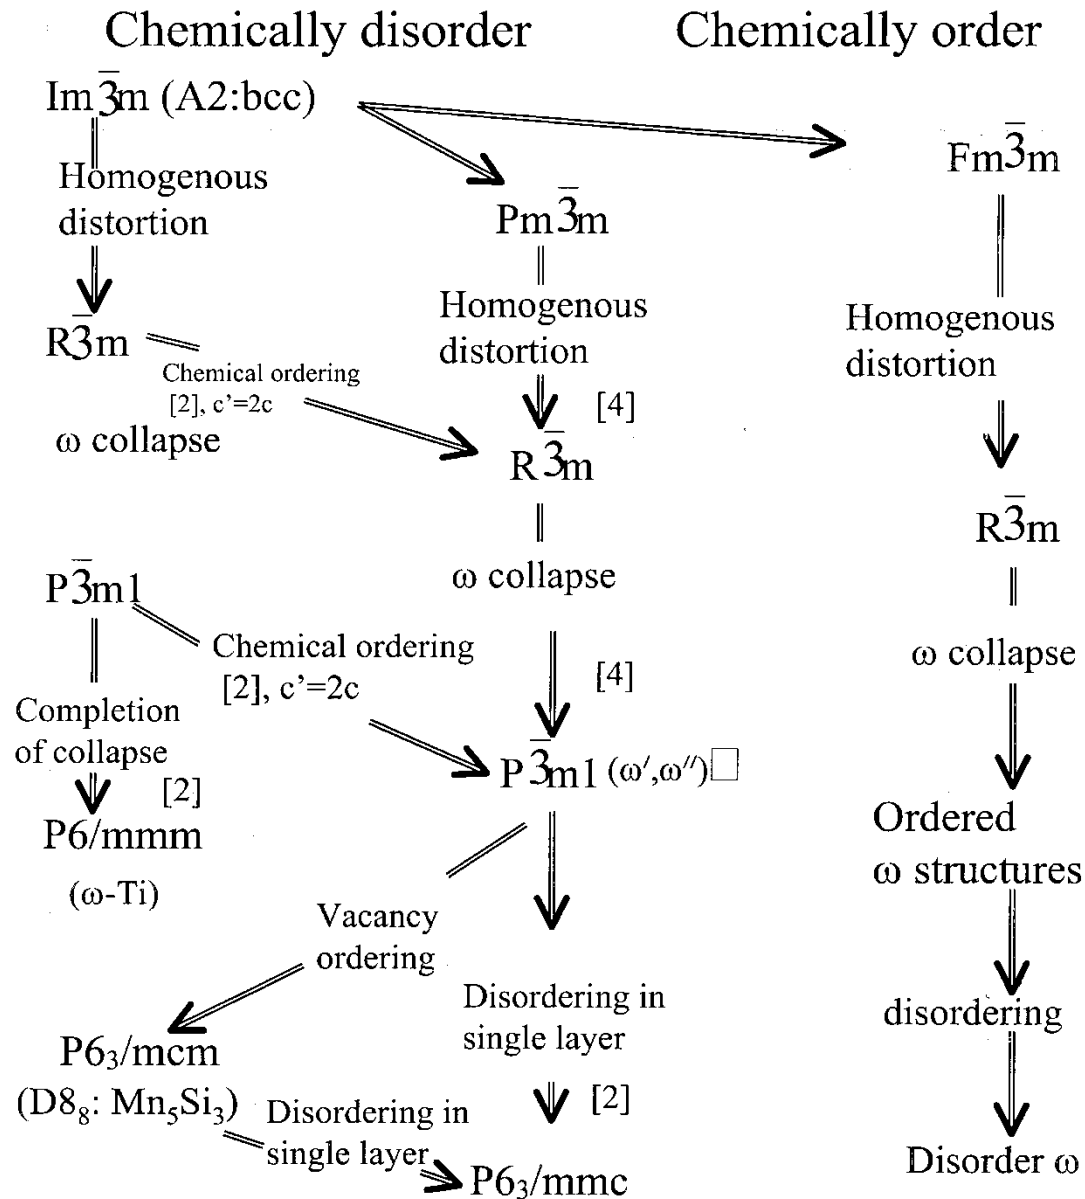 Chemically disorder
Chemically order
Im3̅m (A2:bcc)
Fm3̅m
Homogenous
distortion
Pm3̅m
Homogenous
distortion
Homogenous
distortion
R3̅m
Chemical ordering
[2], c'=2c
[4]
ω collapse
R3̅m
R3̅m
P3̅m1
ω collapse
ω collapse
Chemical ordering
[2], c'=2c
[4]
Completion
of collapse
[2]
P3̅m1 (ω′,ω″)□
P6/mmm
(ω-Ti)
Ordered
ω structures
Vacancy
ordering
Disordering in
single layer
disordering
P6₃/mcm
(D8₈: Mn₅Si₃)
[2]
Disordering in
single layer
P6₃/mmc
Disorder ω